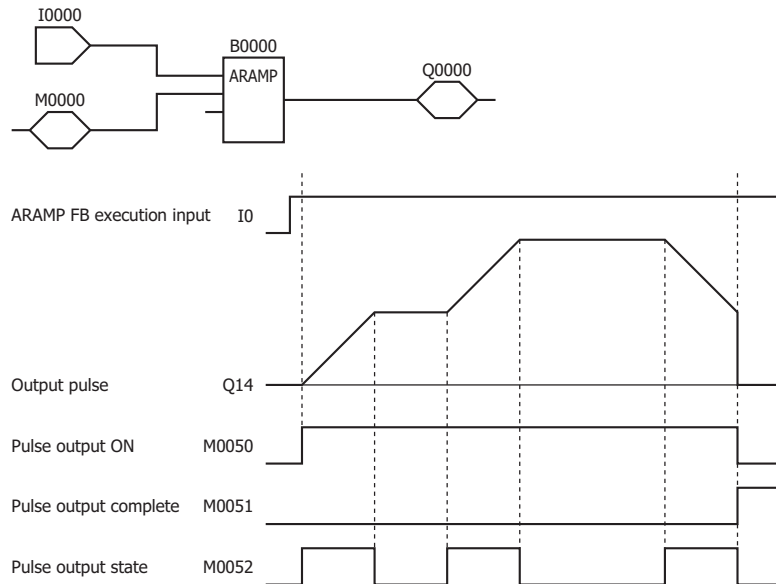 I0000
B0000
ARAMP
Q0000
M0000
ARAMP FB execution input I0
Output pulse Q14
Pulse output ON M0050
Pulse output complete M0051
Pulse output state M0052